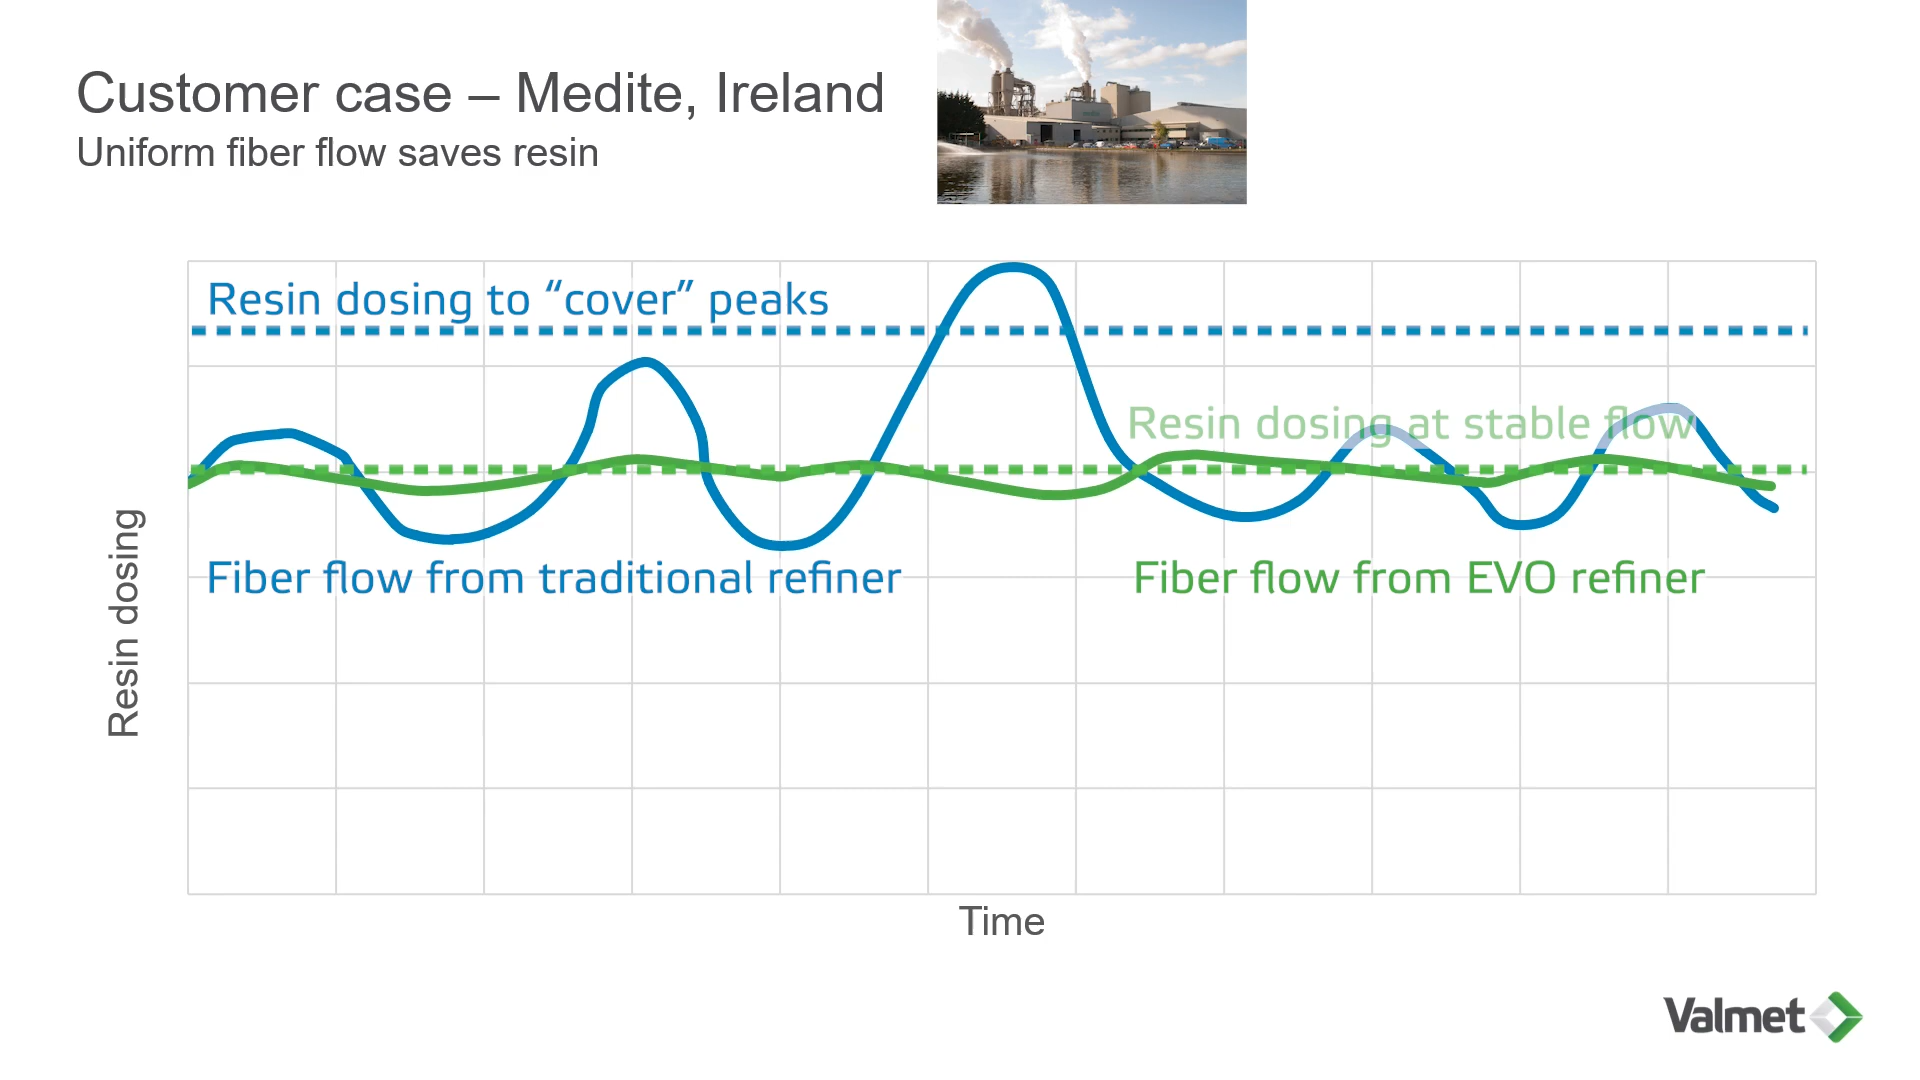 Customer case – Medite, Ireland
Uniform fiber flow saves resin
Resin dosing to “cover” peaks
Resin dosing at stable flow
Fiber flow from traditional refiner
Fiber flow from EVO refiner
Resin dosing
Time
Valmet